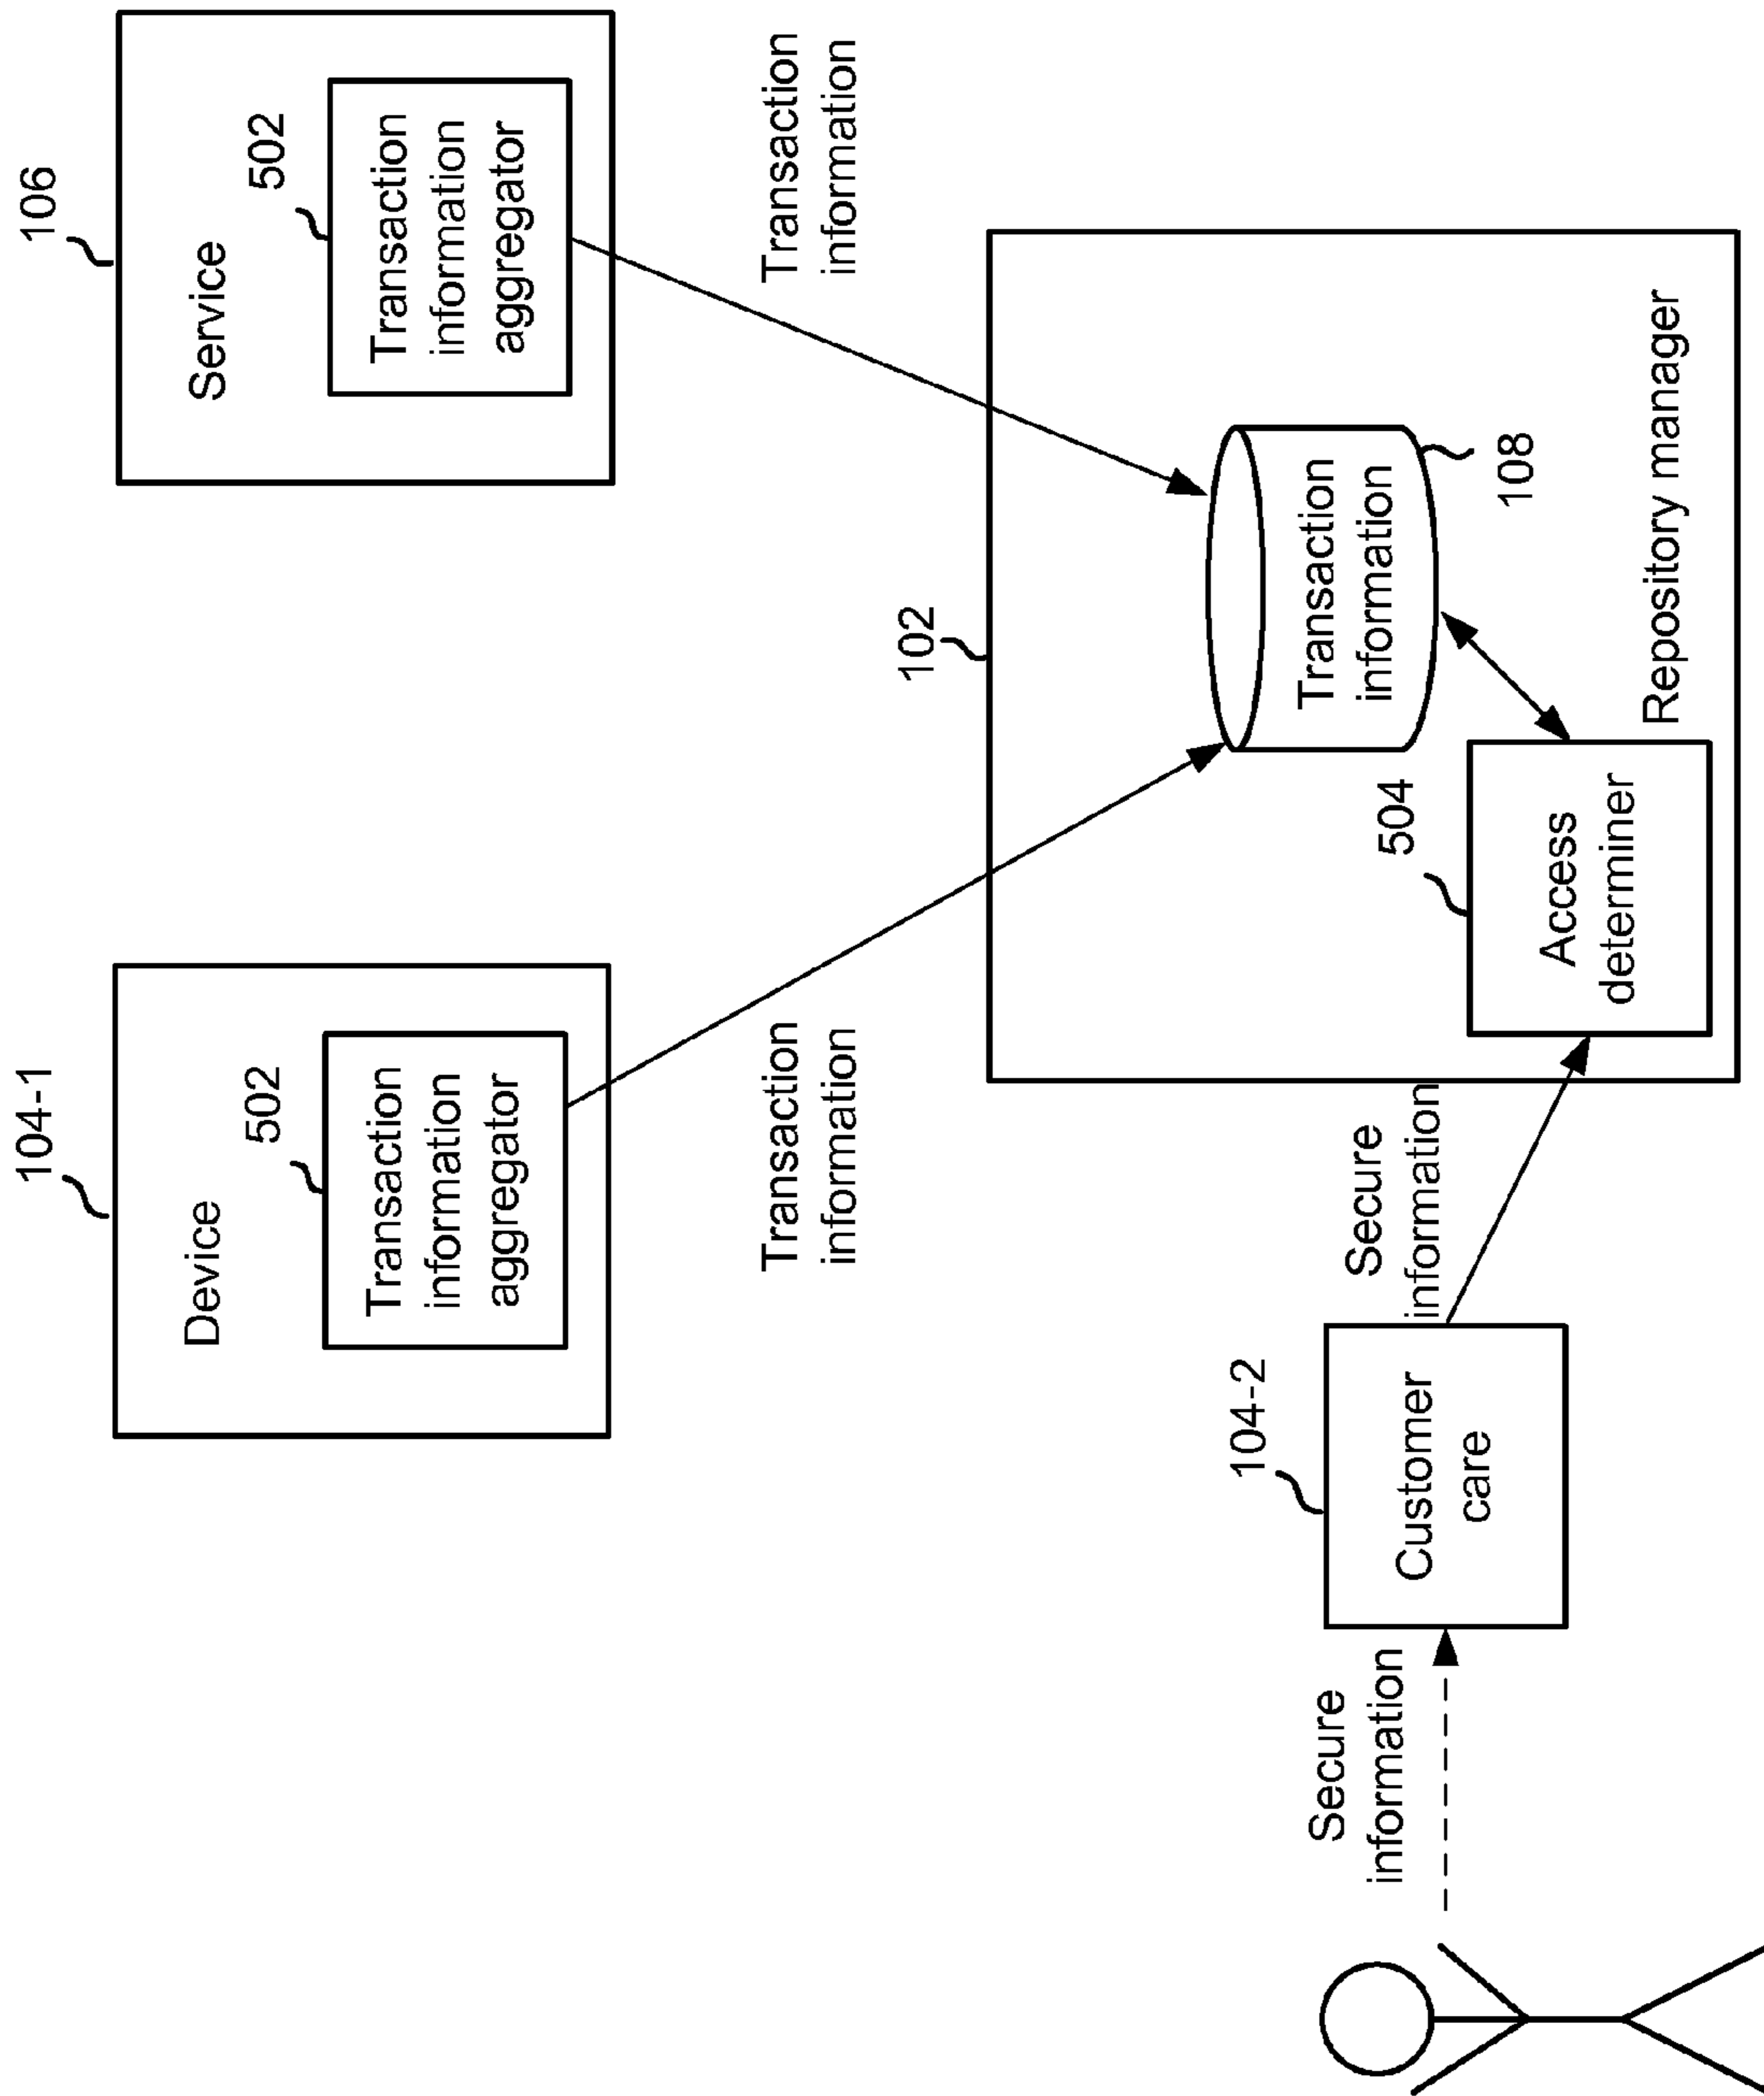 104-1
Device
502
Transaction
information
aggregator
106
Service
502
Transaction
information
aggregator
Transaction
information
Transaction
information
102
Transaction
information
108
504
Access
determiner
Repository manager
104-2
Customer
care
Secure
information
Secure
information